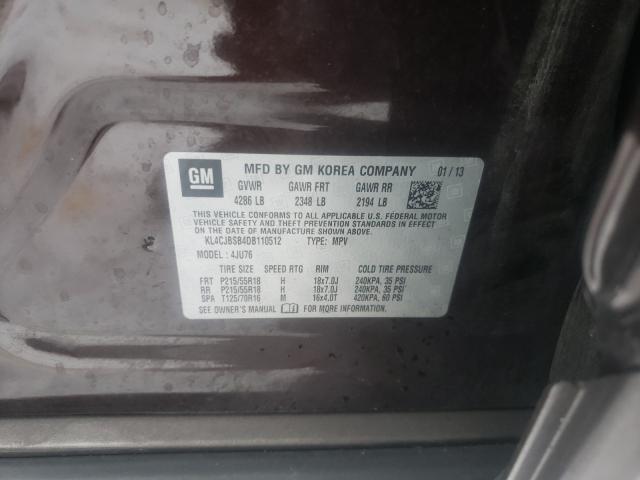 GM MFD BY GM KOREA COMPANY 01/13
GVWR GAWR FRT GAWR RR
4286 LB 2348 LB 2194 LB
THIS VEHICLE CONFORMS TO ALL APPLICABLE U.S. FEDERAL MOTOR
VEHICLE SAFETY AND THEFT PREVENTION STANDARDS IN EFFECT
ON THE DATE OF MANUFACTURE SHOWN ABOVE.
KL4CJBSB4DB110512 TYPE: MPV
MODEL: 4JU76
TIRE SIZE SPEED RTG RIM COLD TIRE PRESSURE
FRT P215/55R18 H 18x7.0J 240KPA, 35 PSI
RR P215/55R18 H 18x7.0J 240KPA, 35 PSI
SPA T125/70R16 M 16x4.0T 420KPA, 60 PSI
SEE OWNER'S MANUAL FOR MORE INFORMATION.